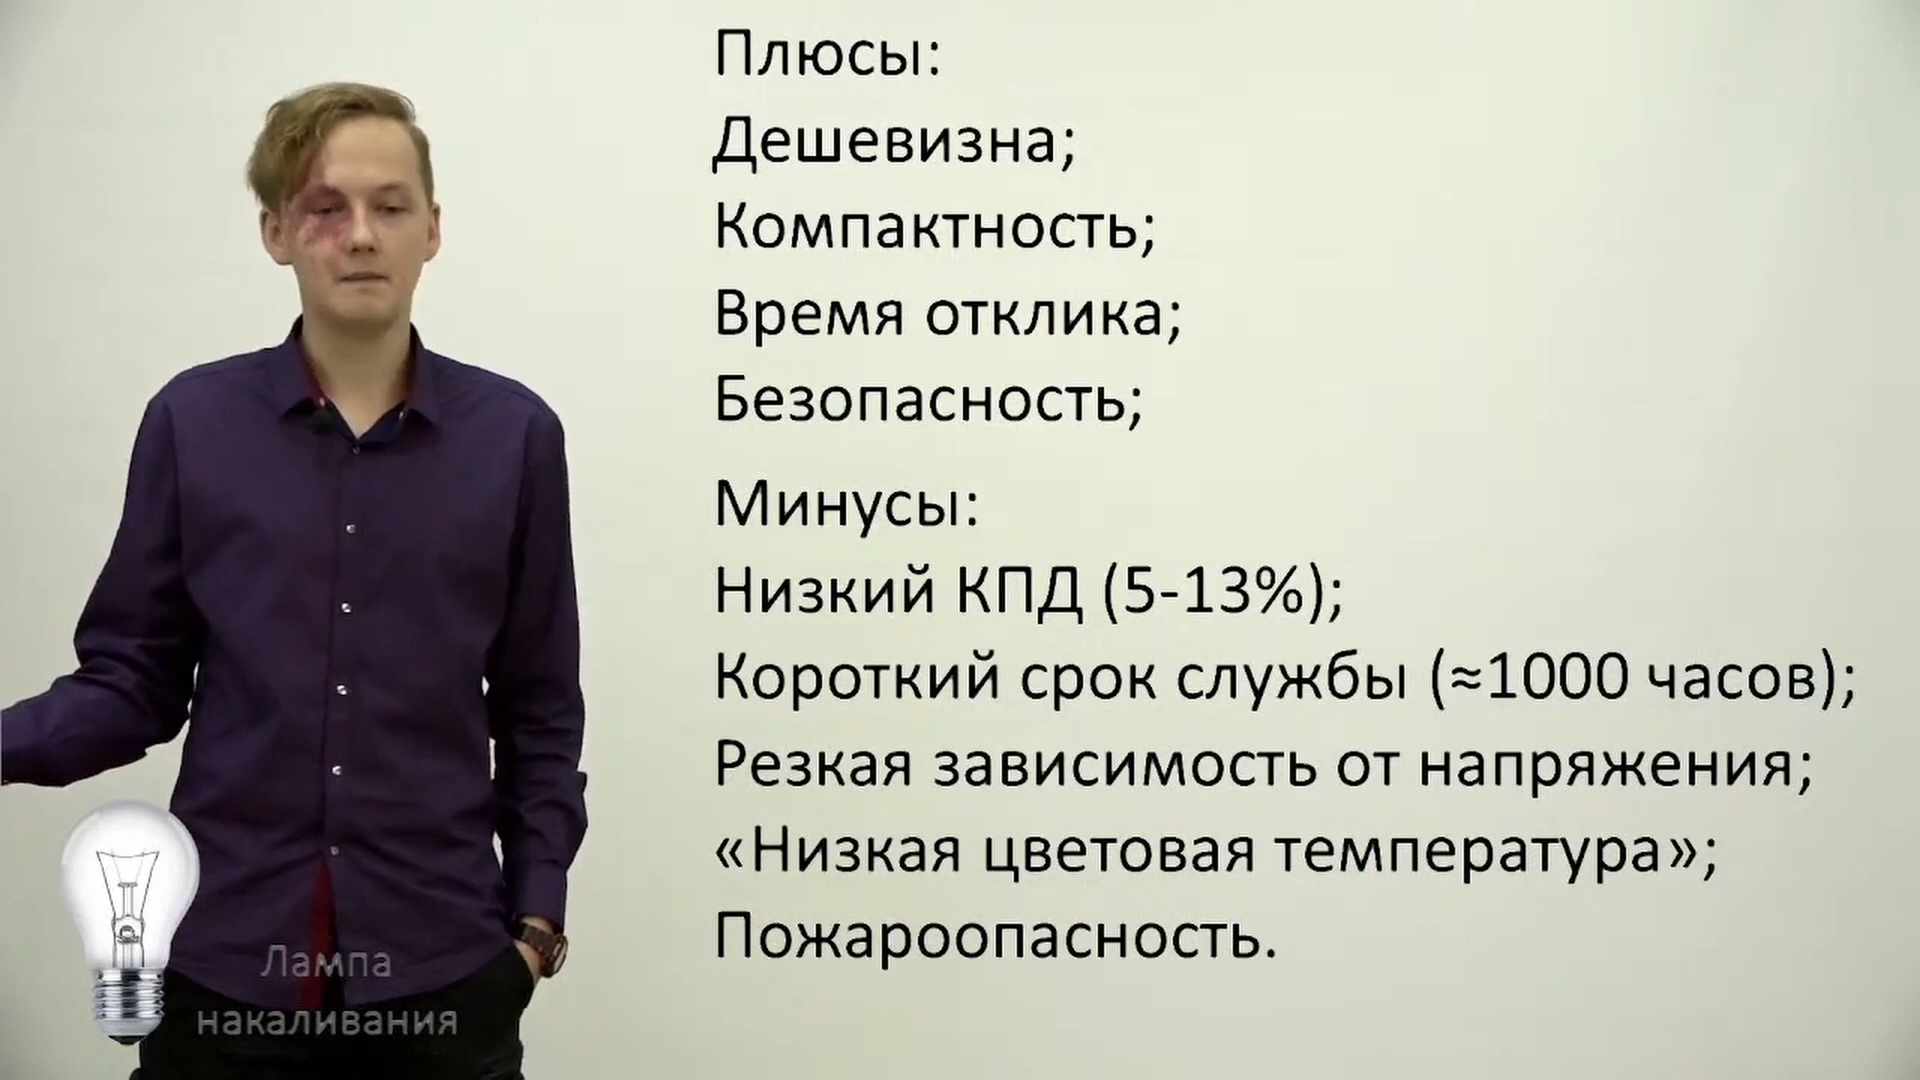 Плюсы:
Дешевизна;
Компактность;
Время отклика;
Безопасность;
Минусы:
Низкий КПД (5-13%);
Короткий срок службы (≈1000 часов);
Резкая зависимость от напряжения;
«Низкая цветовая температура»;
Пожароопасность.
Лампа
накаливания